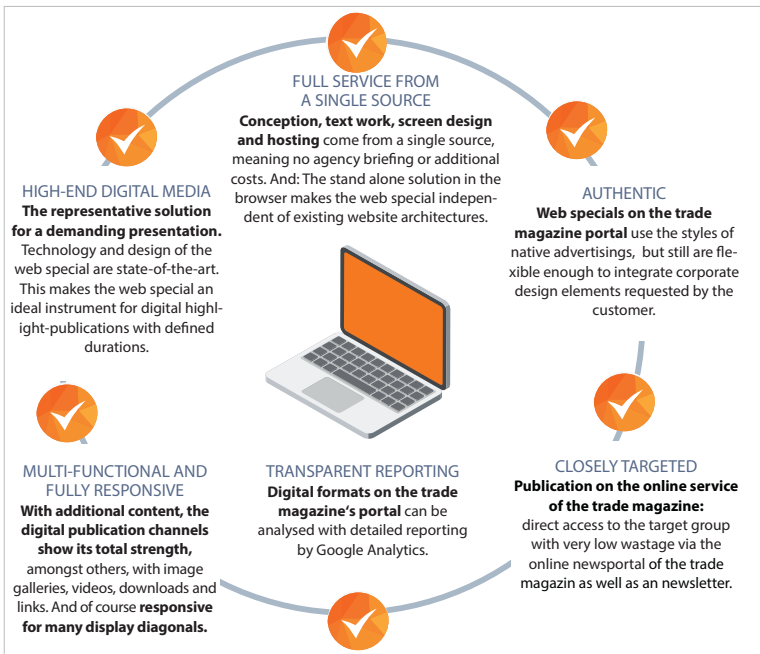 FULL SERVICE FROM
A SINGLE SOURCE
Conception, text work, screen design
and hosting come from a single source,
meaning no agency briefing or additional
costs. And: The stand alone solution in the
browser makes the web special indepen-
dent of existing website architectures.
HIGH-END DIGITAL MEDIA
The representative solution
for a demanding presentation.
Technology and design of the
web special are state-of-the-art.
This makes the web special an
ideal instrument for digital highl-
ight-publications with defined
durations.
AUTHENTIC
Web specials on the trade
magazine portal use the styles of
native advertisings, but still are fle-
xible enough to integrate corporate
design elements requested by the
customer.
MULTI-FUNCTIONAL AND
FULLY RESPONSIVE
With additional content, the
digital publication channels
show its total strength,
amongst others, with image
galleries, videos, downloads and
links. And of course responsive
for many display diagonals.
TRANSPARENT REPORTING
Digital formats on the trade
magazine‘s portal can be
analysed with detailed reporting
by Google Analytics.
CLOSELY TARGETED
Publication on the online service
of the trade magazine:
direct access to the target group
with very low wastage via the
online newsportal of the trade
magazin as well as an newsletter.